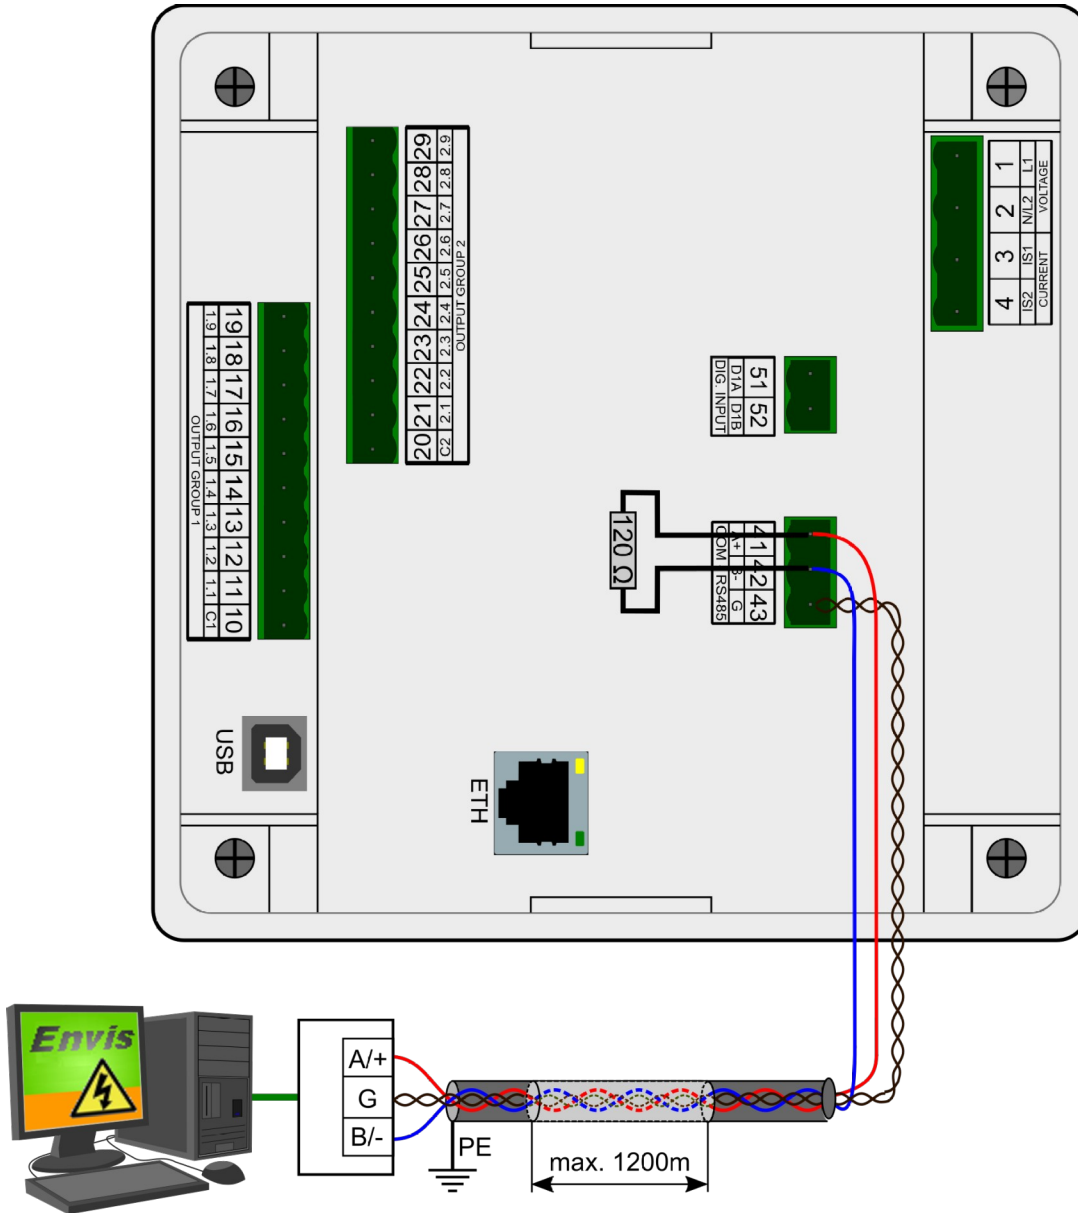 29 28 27 26 25 24 23 22 21 20
2.9 2.8 2.7 2.6 2.5 2.4 2.3 2.2 2.1 C2
OUTPUT GROUP 2
1 2 3 4
L1 N/L2 IS1 IS2
VOLTAGE CURRENT
19 18 17 16 15 14 13 12 11 10
1.9 1.8 1.7 1.6 1.5 1.4 1.3 1.2 1.1 C1
OUTPUT GROUP 1
51 52
D1A D1B
DIG. INPUT
120 Ω
41 42 43
A+ B- G
COM RS485
USB
ETH
Envis
A/+
G
B/-
PE
max. 1200m